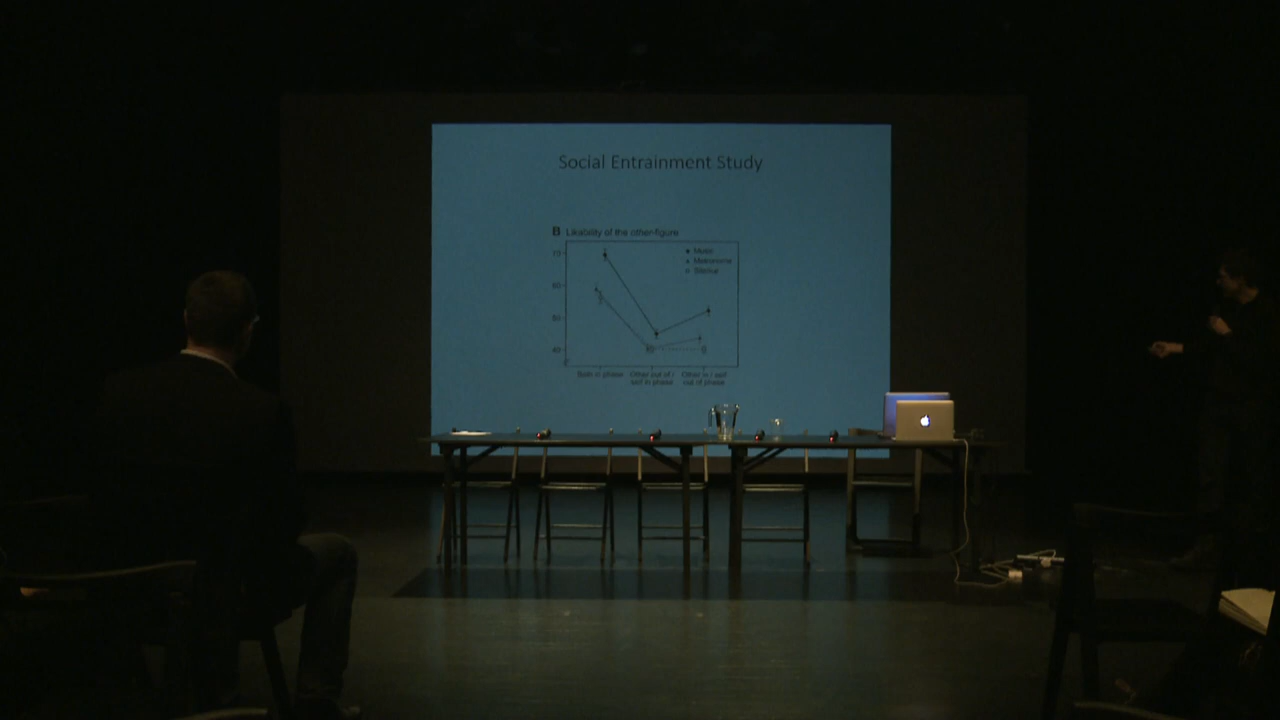 Social Entrainment Study
B Likability of the other-figure
Music
Metronome
Silence
70
60
50
40
Both in phase
Other out of / self in phase
Other in / self out of phase